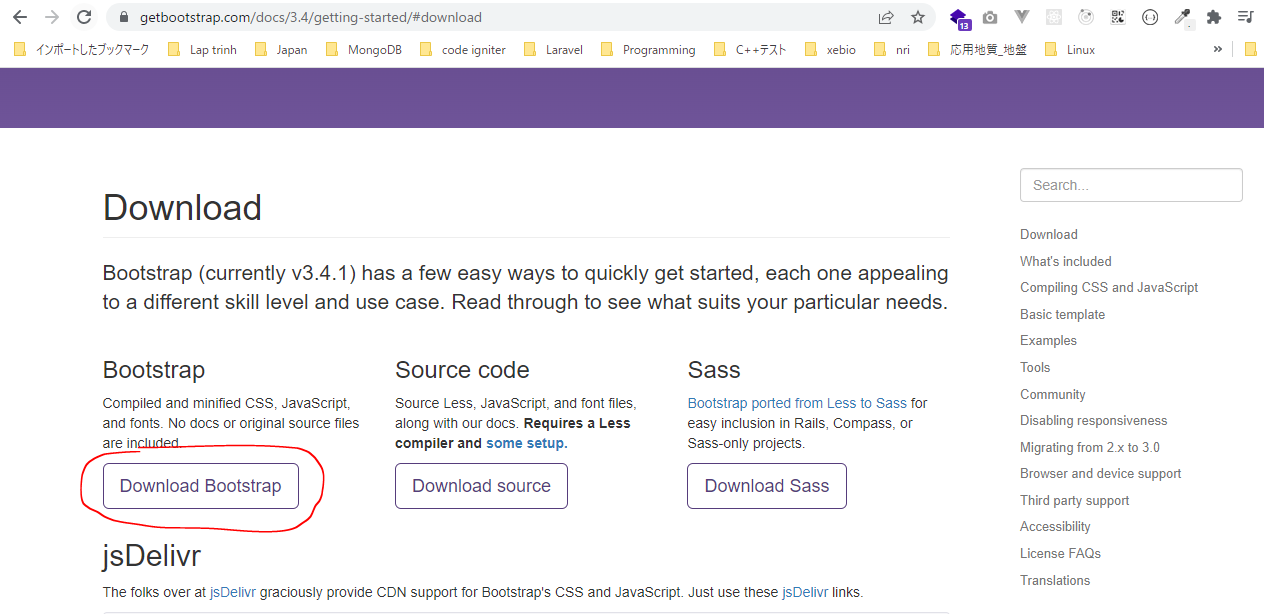 getbootstrap.com/docs/3.4/getting-started/#download
13
インポートしたブックマーク Lap trinh Japan MongoDB code igniter Laravel Programming C++テスト xebio nri 応用地質_地盤 Linux »
Search...
Download
Bootstrap (currently v3.4.1) has a few easy ways to quickly get started, each one appealing
to a different skill level and use case. Read through to see what suits your particular needs.
Bootstrap
Compiled and minified CSS, JavaScript,
and fonts. No docs or original source files
are included.
Download Bootstrap
Source code
Source Less, JavaScript, and font files,
along with our docs. Requires a Less
compiler and some setup.
Download source
Sass
Bootstrap ported from Less to Sass for
easy inclusion in Rails, Compass, or
Sass-only projects.
Download Sass
jsDelivr
The folks over at jsDelivr graciously provide CDN support for Bootstrap's CSS and JavaScript. Just use these jsDelivr links.
Download
What's included
Compiling CSS and JavaScript
Basic template
Examples
Tools
Community
Disabling responsiveness
Migrating from 2.x to 3.0
Browser and device support
Third party support
Accessibility
License FAQs
Translations